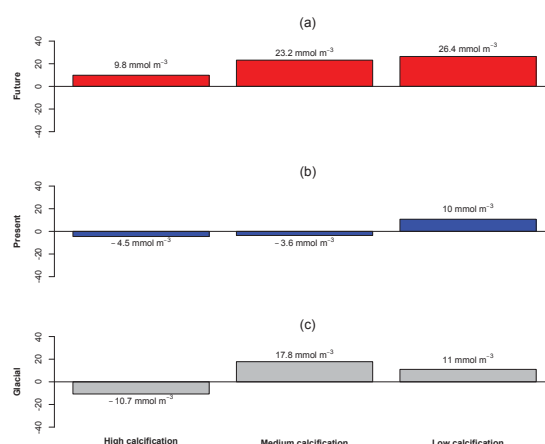 (a)
Future
40
20
0
-20
-40
9.8 mmol m⁻³
23.2 mmol m⁻³
26.4 mmol m⁻³
(b)
Present
40
20
0
-20
-40
− 4.5 mmol m⁻³
− 3.6 mmol m⁻³
10 mmol m⁻³
(c)
Glacial
40
20
0
-20
-40
− 10.7 mmol m⁻³
17.8 mmol m⁻³
11 mmol m⁻³
High calcification
Medium calcification
Low calcification